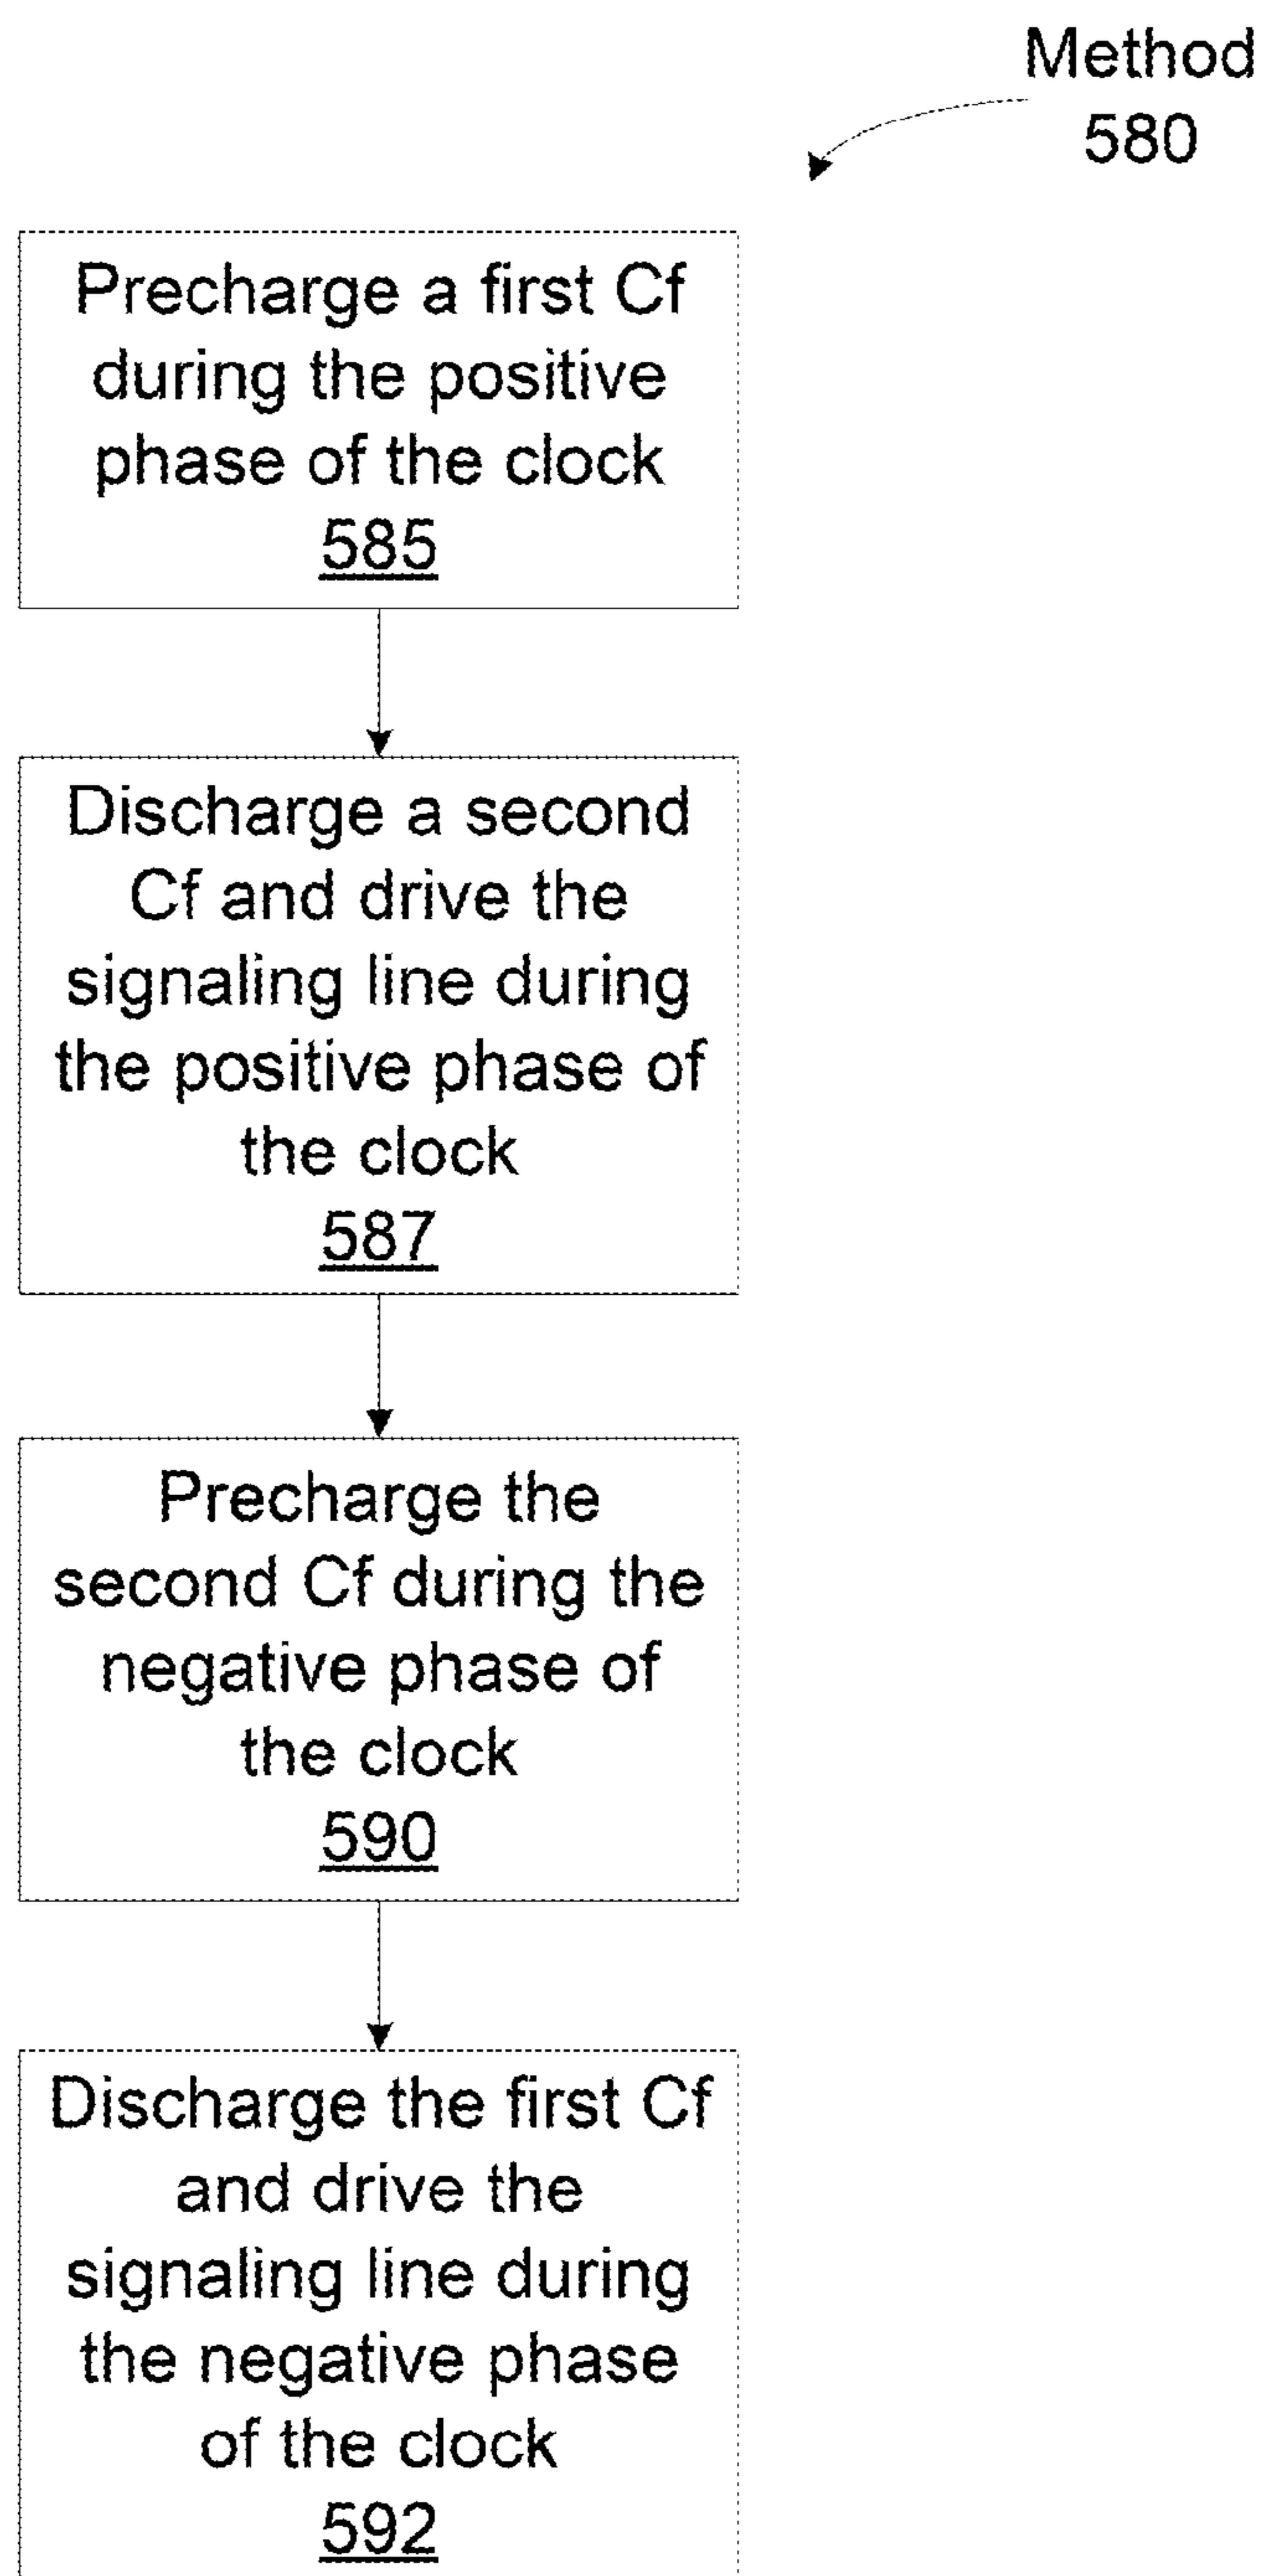 Method
580
Precharge a first Cf
during the positive
phase of the clock
585
Discharge a second
Cf and drive the
signaling line during
the positive phase of
the clock
587
Precharge the
second Cf during the
negative phase of
the clock
590
Discharge the first Cf
and drive the
signaling line during
the negative phase
of the clock
592